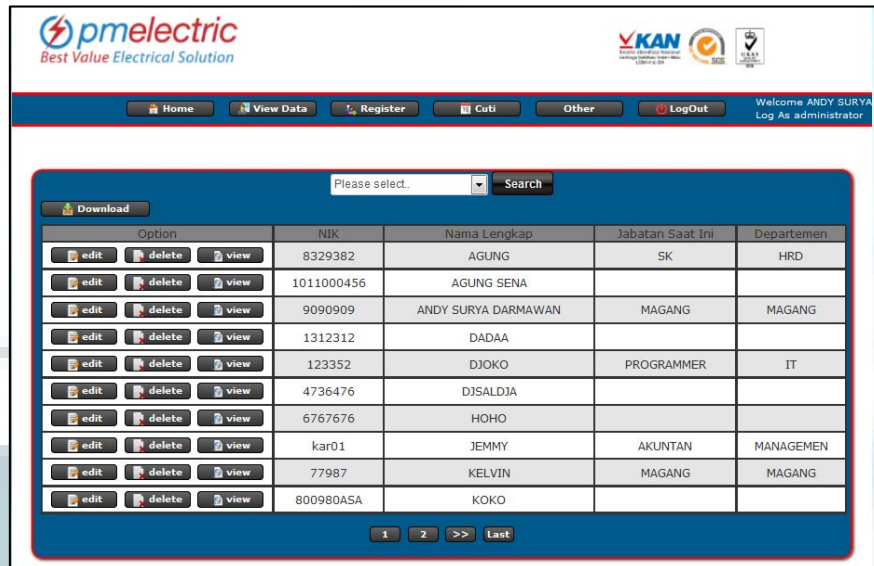 pmelectric
Best Value Electrical Solution
KAN
SGS
UKAS
Home View Data Register Cuti Other LogOut
Welcome ANDY SURYA
Log As administrator
Please select.. Search
Download
Option NIK Nama Lengkap Jabatan Saat Ini Departemen
edit delete view 8329382 AGUNG SK HRD
edit delete view 1011000456 AGUNG SENA
edit delete view 9090909 ANDY SURYA DARMAWAN MAGANG MAGANG
edit delete view 1312312 DADAA
edit delete view 123352 DJOKO PROGRAMMER IT
edit delete view 4736476 DJSALDJA
edit delete view 6767676 HOHO
edit delete view kar01 JEMMY AKUNTAN MANAGEMEN
edit delete view 77987 KELVIN MAGANG MAGANG
edit delete view 800980ASA KOKO
1 2 >> Last